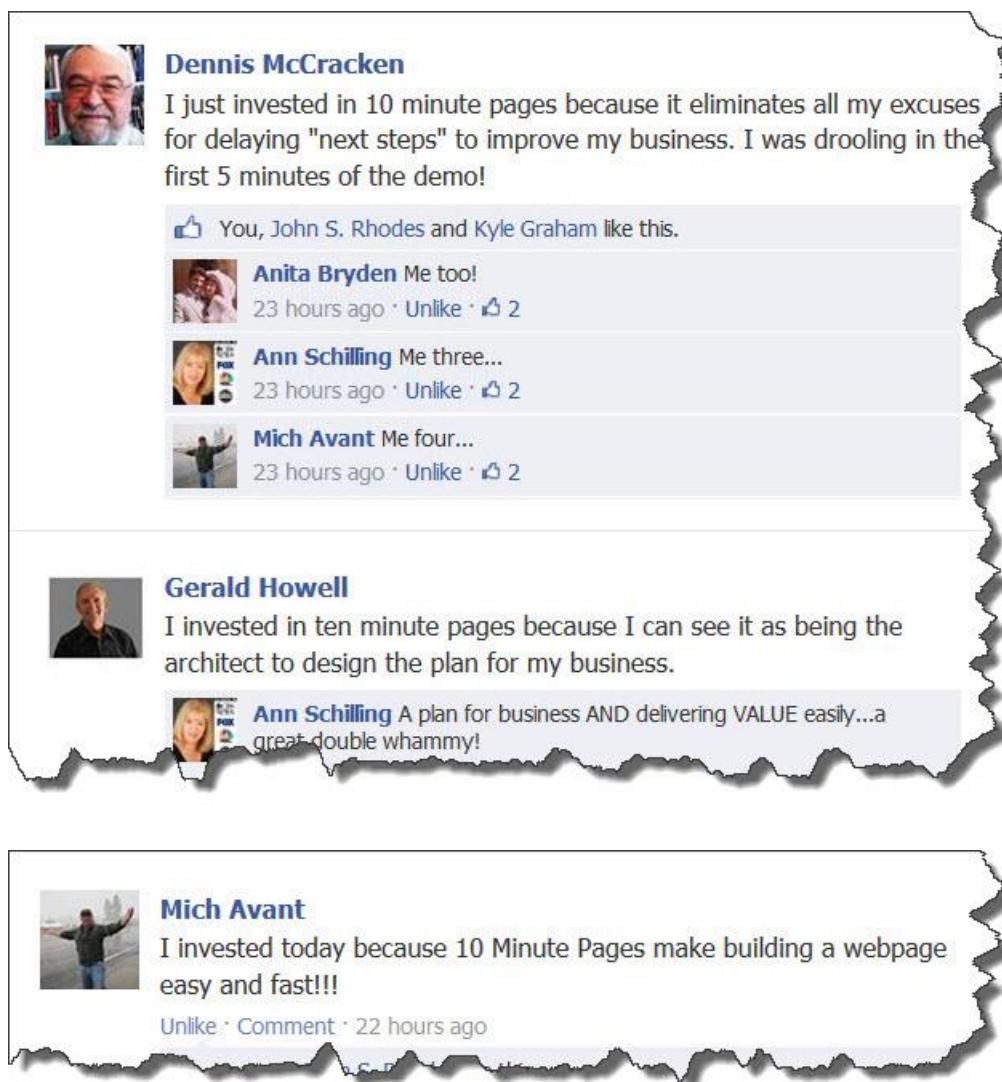 Dennis McCracken
I just invested in 10 minute pages because it eliminates all my excuses
for delaying "next steps" to improve my business. I was drooling in the
first 5 minutes of the demo!
You, John S. Rhodes and Kyle Graham like this.
Anita Bryden Me too!
23 hours ago · Unlike · 2
Ann Schilling Me three...
FOX
23 hours ago · Unlike · 2
Mich Avant Me four...
23 hours ago · Unlike · 2
Gerald Howell
I invested in ten minute pages because I can see it as being the
architect to design the plan for my business.
Ann Schilling A plan for business AND delivering VALUE easily...a
FOX
great double whammy!
Mich Avant
I invested today because 10 Minute Pages make building a webpage
easy and fast!!!
Unlike · Comment · 22 hours ago